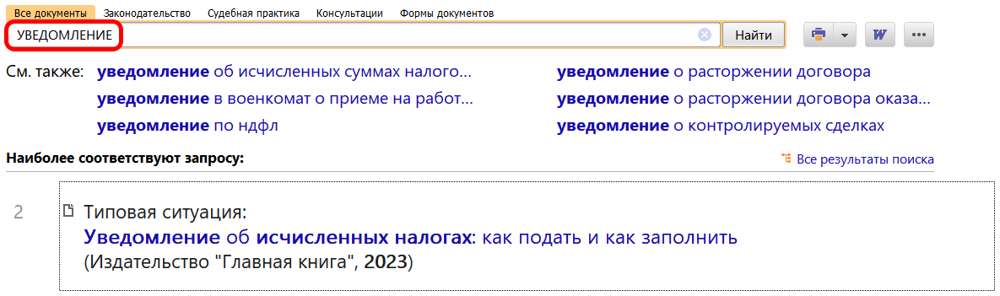 Все документы Законодательство Судебная практика Консультации Формы документов
УВЕДОМЛЕНИЕ Найти W
См. также: уведомление об исчисленных суммах налого... уведомление о расторжении договора
уведомление в военкомат о приеме на работ... уведомление о расторжении договора оказа...
уведомление по ндфл уведомление о контролируемых сделках
Наиболее соответствуют запросу: Все результаты поиска
2 Типовая ситуация:
Уведомление об исчисленных налогах: как подать и как заполнить
(Издательство "Главная книга", 2023)